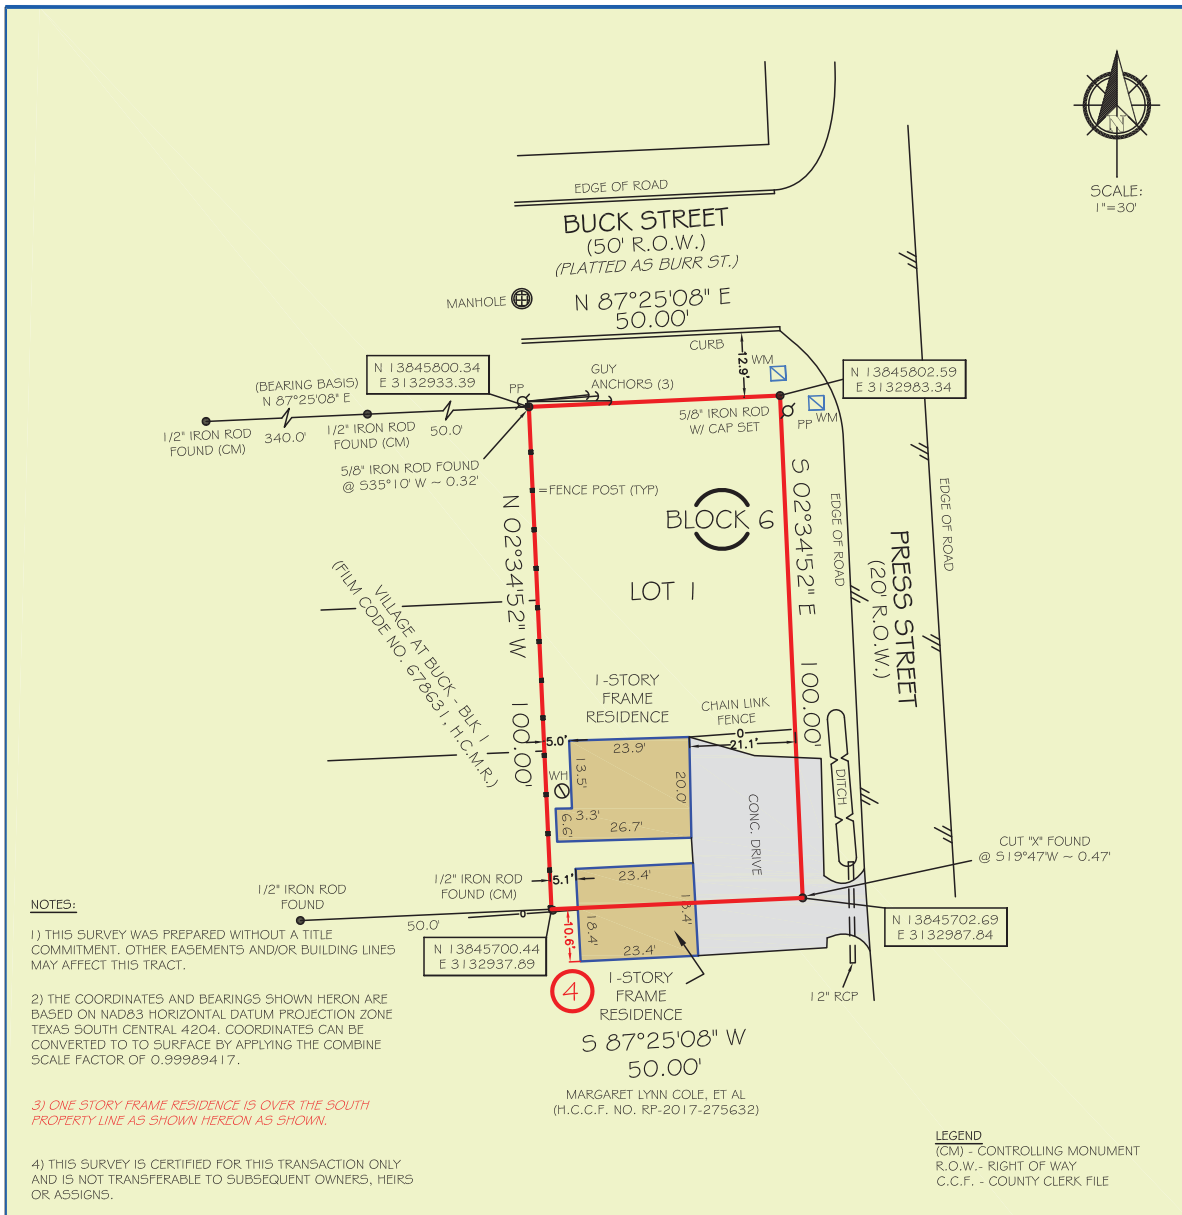 N
SCALE:
1"=30'
EDGE OF ROAD
BUCK STREET
(50' R.O.W.)
(PLATTED AS BURR ST.)
MANHOLE
N 87°25'08" E
50.00'
CURB
12.9'
WM
N 13845800.34
E 3132933.39
GUY
ANCHORS (3)
N 13845802.59
E 3132983.34
(BEARING BASIS)
N 87°25'08" E
PP
5/8" IRON ROD
W/ CAP SET
PP
WM
1/2" IRON ROD
FOUND (CM)
340.0'
1/2" IRON ROD
FOUND (CM)
50.0'
5/8" IRON ROD FOUND
@ S35°10' W ~ 0.32'
=FENCE POST (TYP)
BLOCK 6
LOT 1
N 02°34'52" W
100.00'
S 02°34'52" E
100.00'
EDGE OF ROAD
EDGE OF ROAD
PRESS STREET
(20' R.O.W.)
VILLAGE AT BUCK - BLK 1
(FILM CODE NO. 678631, H.C.M.R.)
1-STORY
FRAME
RESIDENCE
CHAIN LINK
FENCE
0
5.0'
23.9'
21.1'
13.5'
20.0'
WH
3.3'
6.6'
26.7'
CONC. DRIVE
DITCH
CUT "X" FOUND
@ S19°47'W ~ 0.47'
1/2" IRON ROD
FOUND (CM)
5.1'
23.4'
18.4'
18.4'
23.4'
10.6'
1/2" IRON ROD
FOUND
50.0'
0
N 13845700.44
E 3132937.89
N 13845702.69
E 3132987.84
4
1-STORY
FRAME
RESIDENCE
12" RCP
S 87°25'08" W
50.00'
MARGARET LYNN COLE, ET AL
(H.C.C.F. NO. RP-2017-275632)
NOTES:
1) THIS SURVEY WAS PREPARED WITHOUT A TITLE
COMMITMENT. OTHER EASEMENTS AND/OR BUILDING LINES
MAY AFFECT THIS TRACT.
2) THE COORDINATES AND BEARINGS SHOWN HERON ARE
BASED ON NAD83 HORIZONTAL DATUM PROJECTION ZONE
TEXAS SOUTH CENTRAL 4204. COORDINATES CAN BE
CONVERTED TO TO SURFACE BY APPLYING THE COMBINE
SCALE FACTOR OF 0.99989417.
3) ONE STORY FRAME RESIDENCE IS OVER THE SOUTH
PROPERTY LINE AS SHOWN HEREON AS SHOWN.
4) THIS SURVEY IS CERTIFIED FOR THIS TRANSACTION ONLY
AND IS NOT TRANSFERABLE TO SUBSEQUENT OWNERS, HEIRS
OR ASSIGNS.
LEGEND
(CM) - CONTROLLING MONUMENT
R.O.W.- RIGHT OF WAY
C.C.F. - COUNTY CLERK FILE